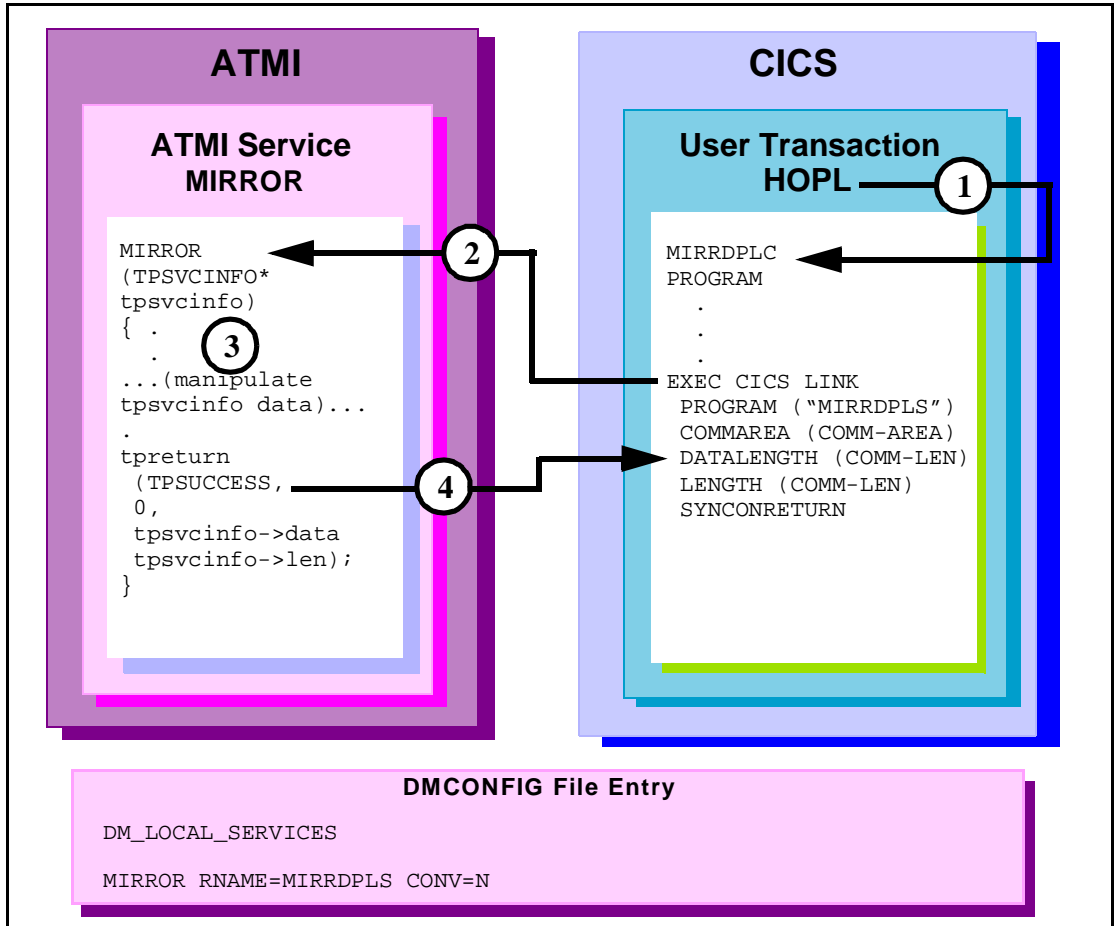 ATMI
ATMI Service
MIRROR
MIRROR
(TPSVCINFO*
tpsvcinfo)
{ .
.
...(manipulate
tpsvcinfo data)...
.
tpreturn
(TPSUCCESS,
0,
tpsvcinfo->data
tpsvcinfo->len);
}
2
3
4
CICS
User Transaction
HOPL
1
MIRRDPLC
PROGRAM
.
.
.
EXEC CICS LINK
PROGRAM (“MIRRDPLS”)
COMMAREA (COMM-AREA)
DATALENGTH (COMM-LEN)
LENGTH (COMM-LEN)
SYNCONRETURN
DMCONFIG File Entry
DM_LOCAL_SERVICES
MIRROR RNAME=MIRRDPLS CONV=N